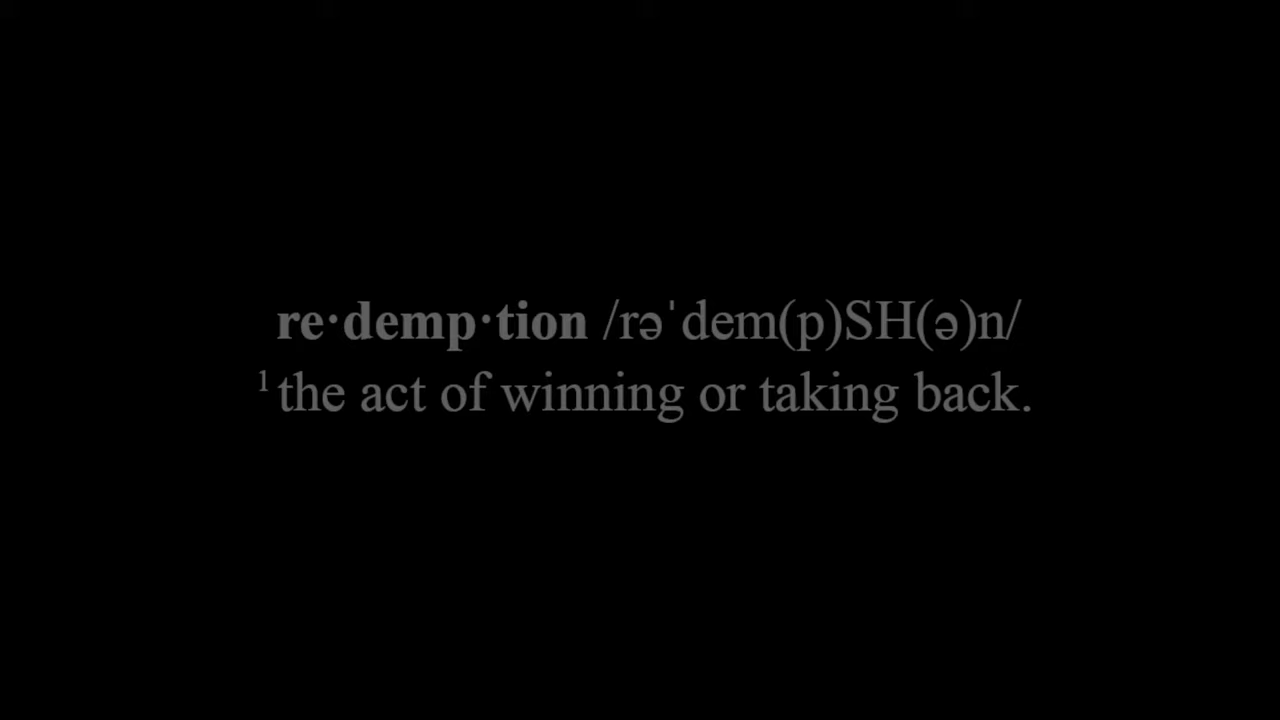 re·demp·tion /rəˈdem(p)SH(ə)n/
¹ the act of winning or taking back.